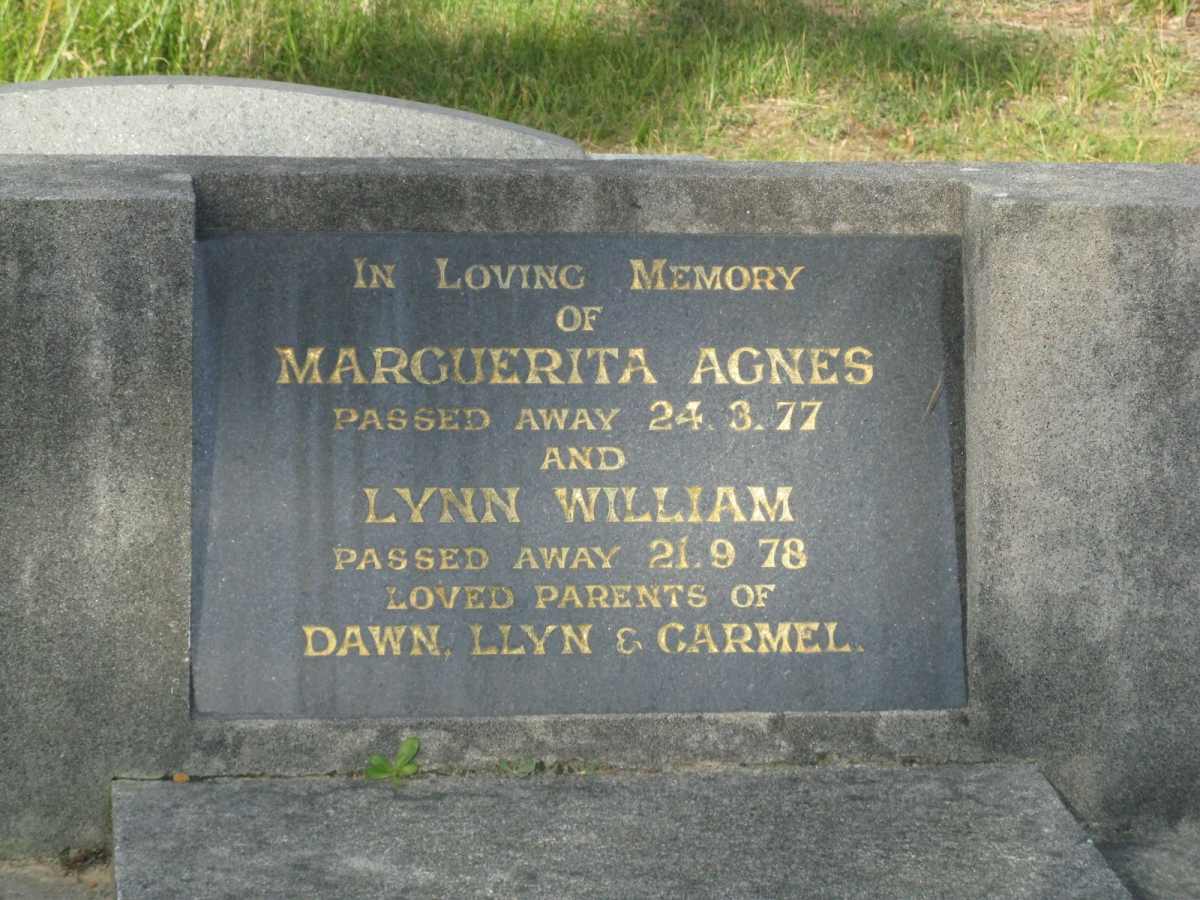 In Loving Memory
OF
MARGUERITA AGNES
PASSED AWAY 24.3.77
AND
LYNN WILLIAM
PASSED AWAY 21.9 78
LOVED PARENTS OF
DAWN, LLYN & CARMEL.